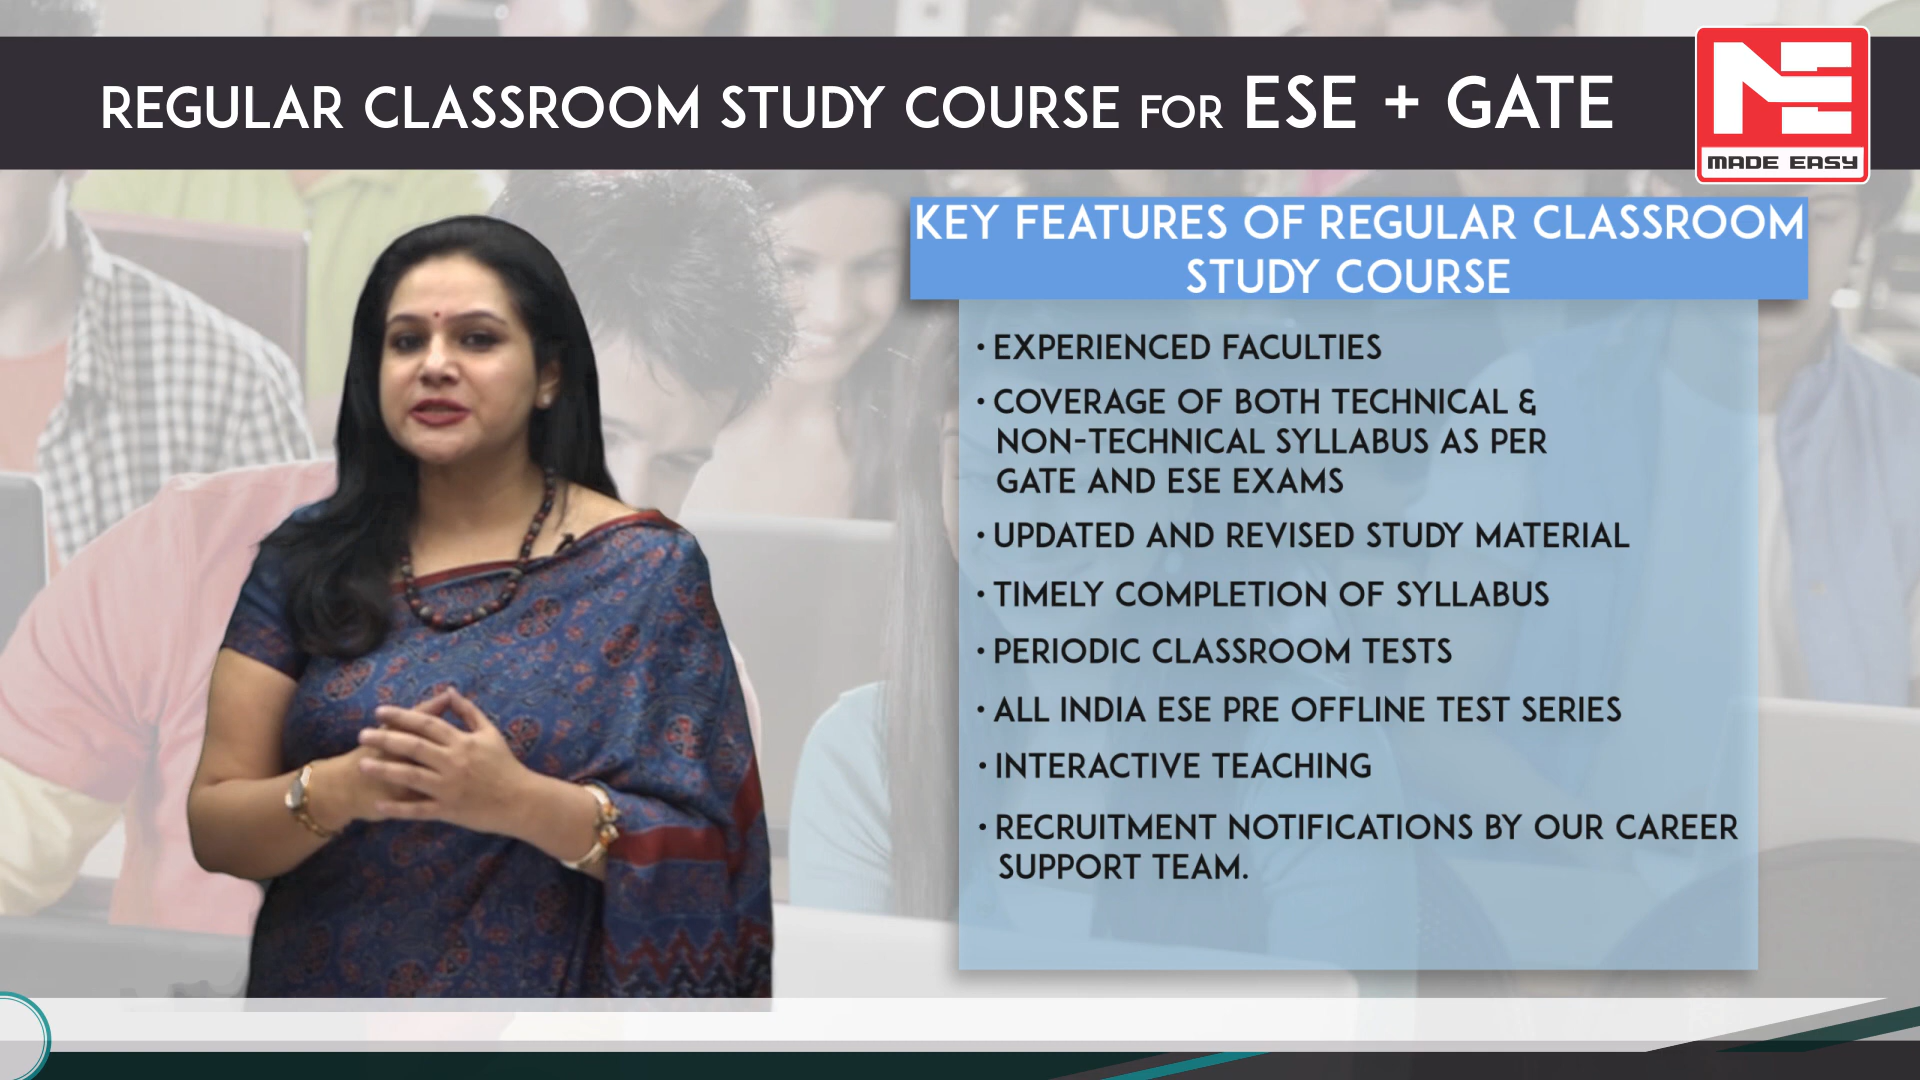 REGULAR CLASSROOM STUDY COURSE FOR ESE + GATE
MADE EASY
KEY FEATURES OF REGULAR CLASSROOM
STUDY COURSE
• EXPERIENCED FACULTIES
• COVERAGE OF BOTH TECHNICAL &
NON-TECHNICAL SYLLABUS AS PER
GATE AND ESE EXAMS
• UPDATED AND REVISED STUDY MATERIAL
• TIMELY COMPLETION OF SYLLABUS
• PERIODIC CLASSROOM TESTS
• ALL INDIA ESE PRE OFFLINE TEST SERIES
• INTERACTIVE TEACHING
• RECRUITMENT NOTIFICATIONS BY OUR CAREER
SUPPORT TEAM.